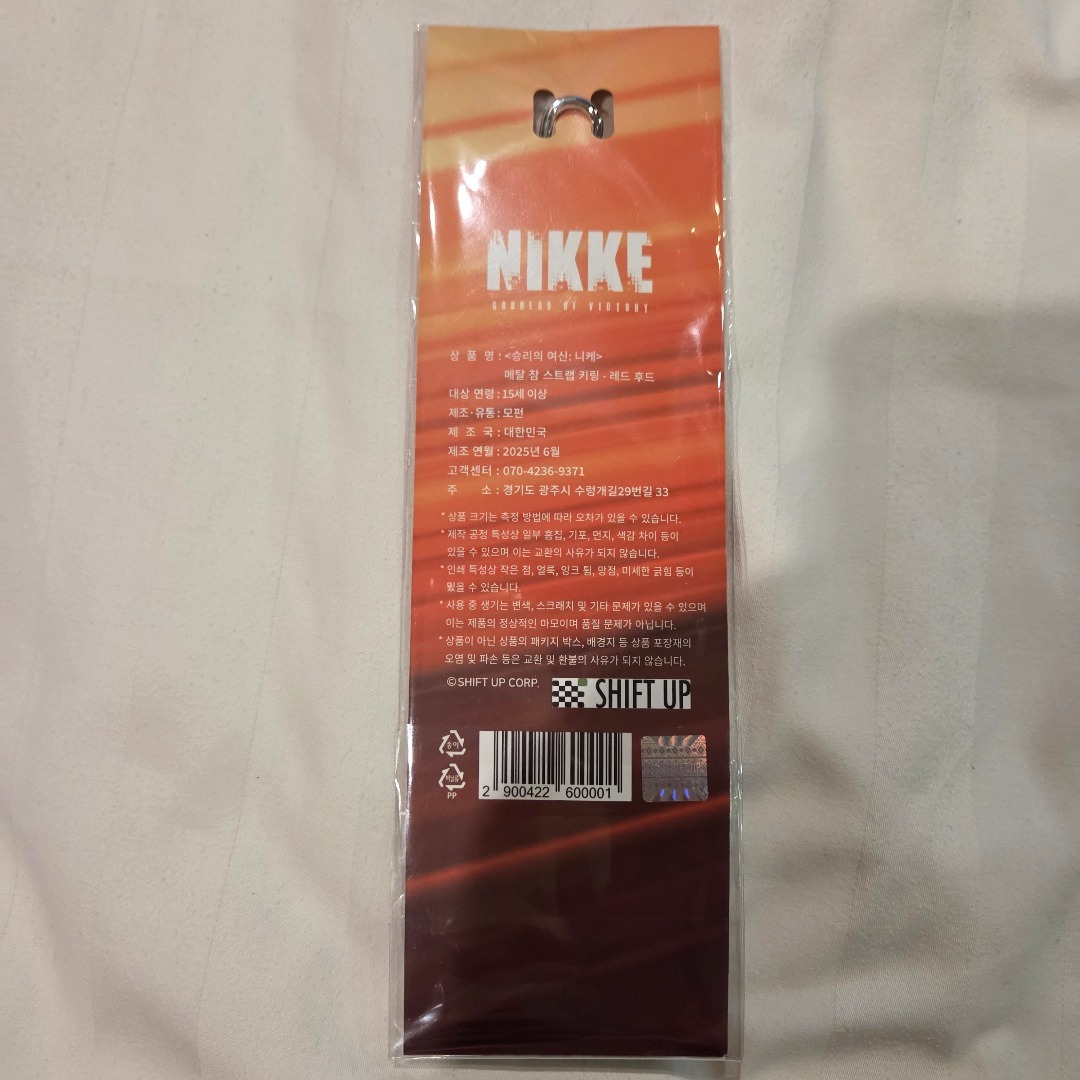 NIKKE
GODDESS OF VICTORY
상 품 명 : <승리의 여신: 니케>
메탈 참 스트랩 키링 - 레드 후드
대상 연령 : 15세 이상
제조·유통 : 모펀
제 조 국 : 대한민국
제조 연월 : 2025년 6월
고객센터 : 070-4236-9371
주 소 : 경기도 광주시 수렁개길29번길 33
* 상품 크기는 측정 방법에 따라 오차가 있을 수 있습니다.
* 제작 공정 특성상 일부 흠집, 기포, 먼지, 색감 차이 등이
있을 수 있으며 이는 교환의 사유가 되지 않습니다.
* 인쇄 특성상 작은 점, 얼룩, 잉크 튐, 망점, 미세한 긁힘 등이
있을 수 있습니다.
* 사용 중 생기는 변색, 스크래치 및 기타 문제가 있을 수 있으며
이는 제품의 정상적인 마모이며 품질 문제가 아닙니다.
* 상품이 아닌 상품의 패키지 박스, 배경지 등 상품 포장재의
오염 및 파손 등은 교환 및 환불의 사유가 되지 않습니다.
©SHIFT UP CORP. SHIFT UP
종이
비닐류
PP
2 900422 600001